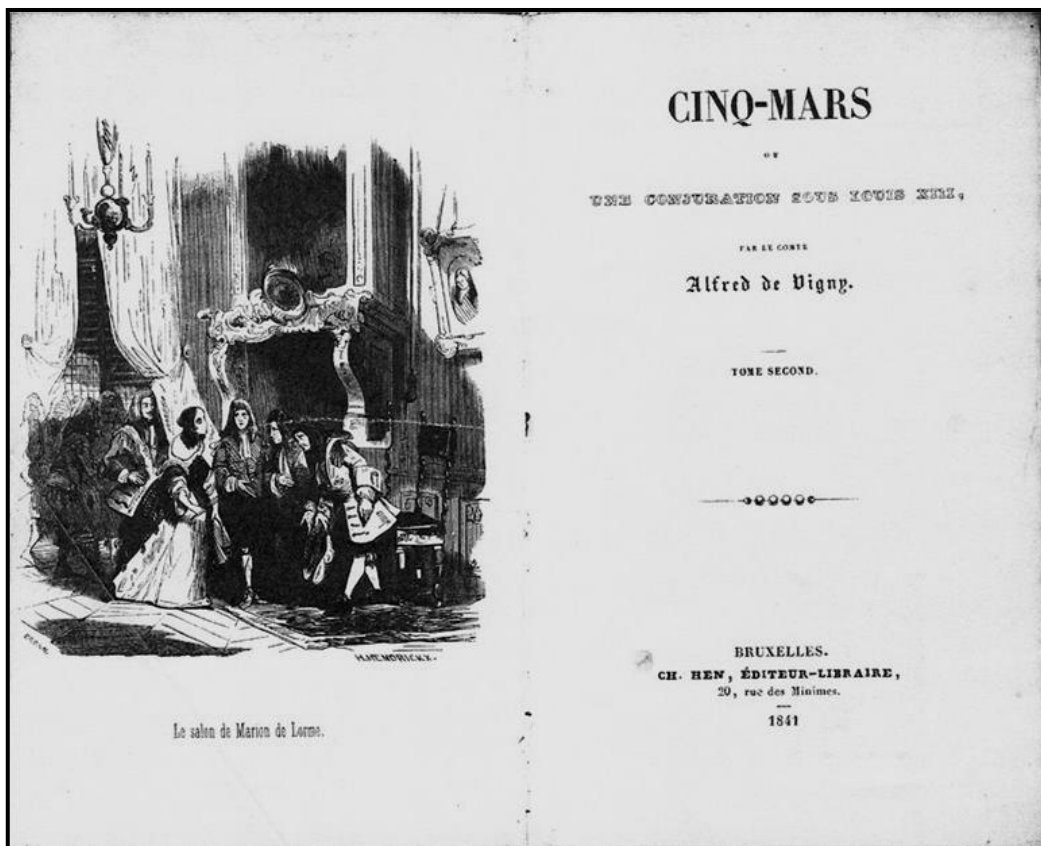 H. HENDRICKX.
Le salon de Marion de Lorme.
CINQ-MARS
OU
UNE CONJURATION SOUS LOUIS XIII,
PAR LE COMTE
Alfred de Vigny.
TOME SECOND.
BRUXELLES.
CH. HEN, ÉDITEUR-LIBRAIRE,
20, rue des Minimes.
1841